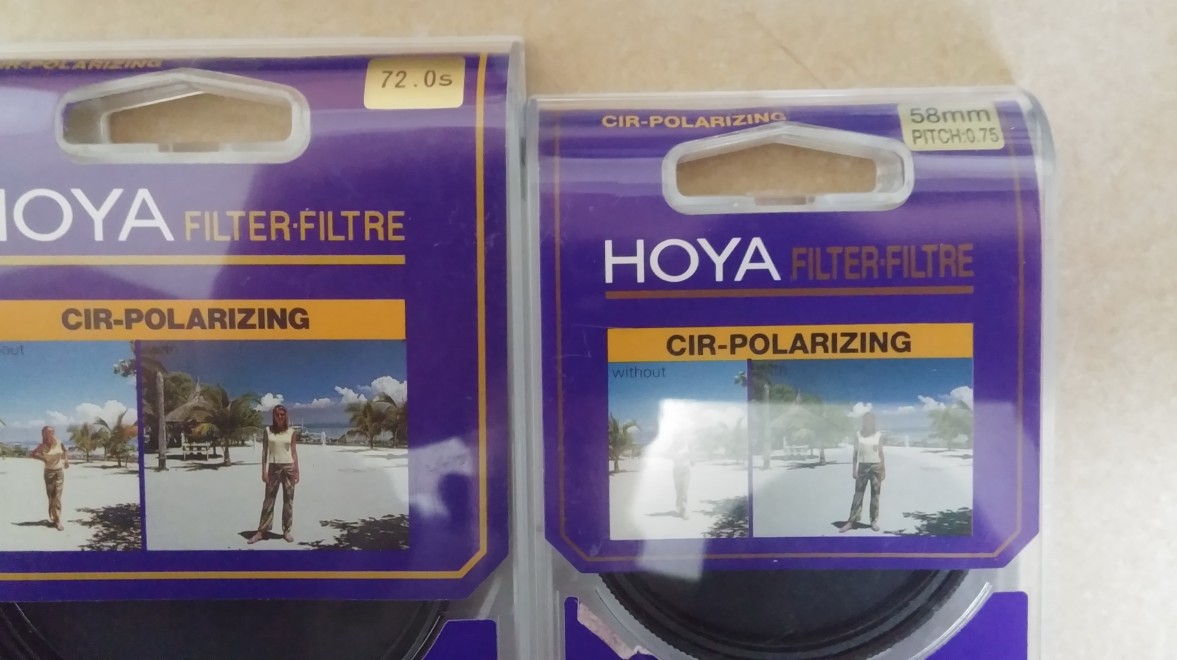 CIR-POLARIZING
72.0s
HOYA FILTER·FILTRE
CIR-POLARIZING
CIR-POLARIZING
58mm
PITCH:0.75
HOYA FILTER·FILTRE
CIR-POLARIZING
without